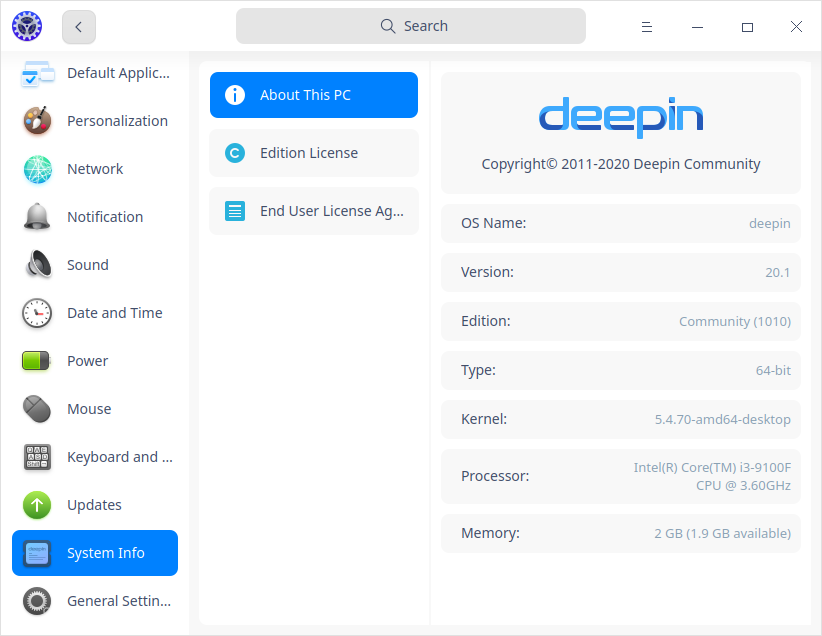 Search
Default Applic...
Personalization
Network
Notification
Sound
Date and Time
Power
Mouse
Keyboard and ...
Updates
System Info
General Settin...
About This PC
Edition License
End User License Ag...
deepin
Copyright© 2011-2020 Deepin Community
OS Name: deepin
Version: 20.1
Edition: Community (1010)
Type: 64-bit
Kernel: 5.4.70-amd64-desktop
Processor: Intel(R) Core(TM) i3-9100F
CPU @ 3.60GHz
Memory: 2 GB (1.9 GB available)